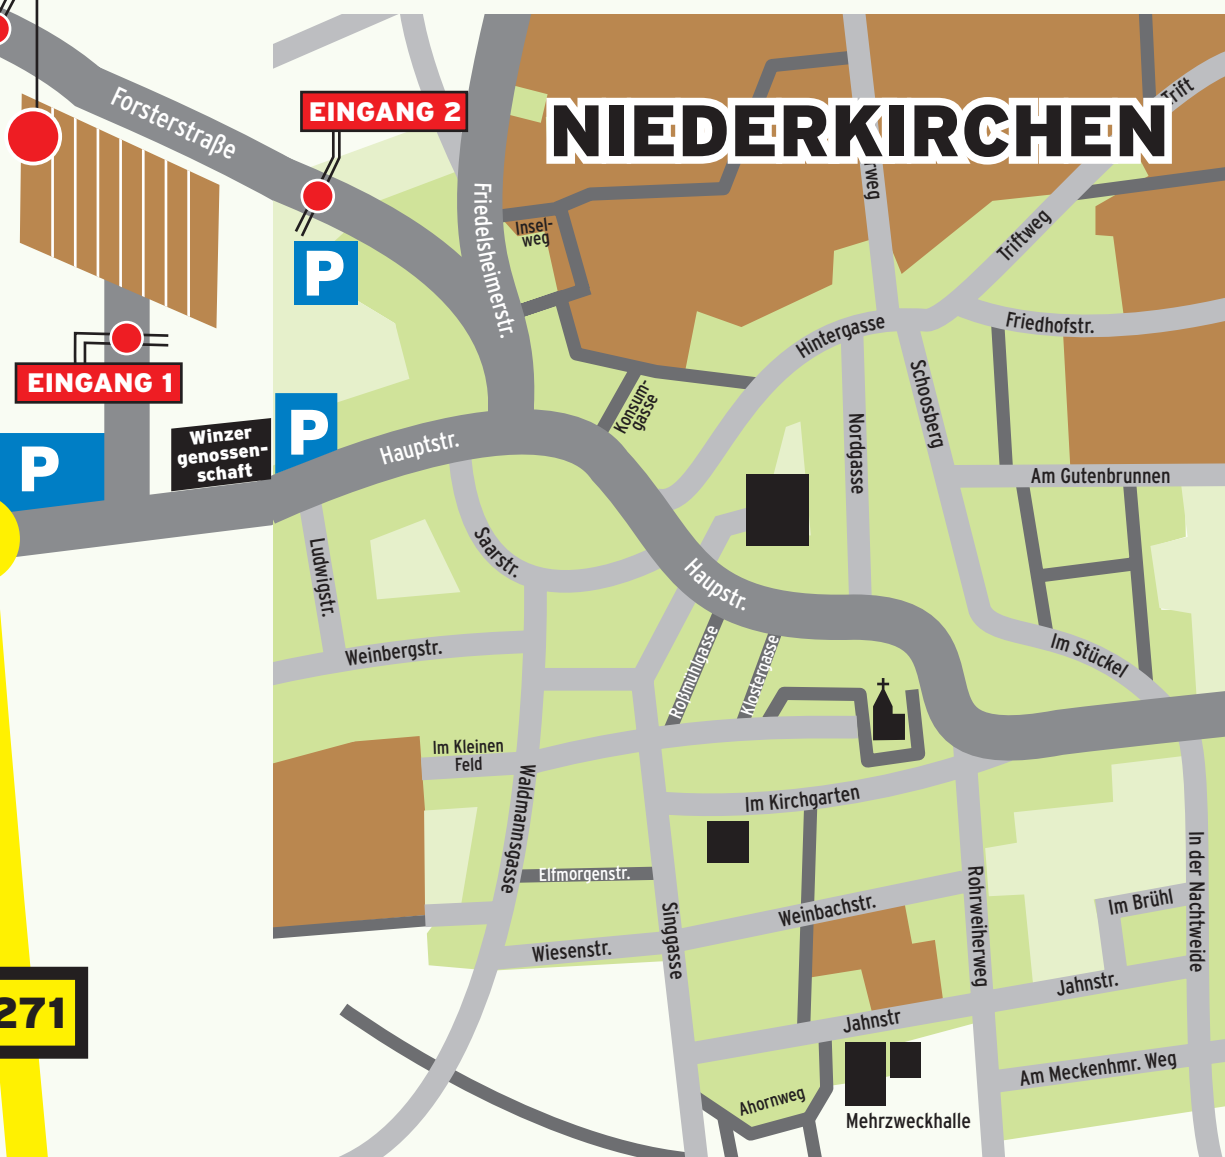 NIEDERKIRCHEN
EINGANG 2
Forsterstraße
Trift
rweg
Friedelsheimerstr.
Insel-
weg
Triftweg
P
Friedhofstr.
Hintergasse
EINGANG 1
Konsum-
gasse
Schoosberg
Nordgasse
P
Winzer
genossen-
schaft
Hauptstr.
P
Am Gutenbrunnen
Saarstr.
Ludwigstr.
Haupstr.
Weinbergstr.
Roßmühlgasse
Klostergasse
Im Stückel
Im Kleinen
Feld
Waldmannsgasse
Im Kirchgarten
Elfmorgenstr.
Rohrweiherweg
In der Nachtweide
Im Brühl
Weinbachstr.
Singgasse
Wiesenstr.
271
Jahnstr.
Jahnstr
Am Meckenhmr. Weg
Ahornweg
Mehrzweckhalle